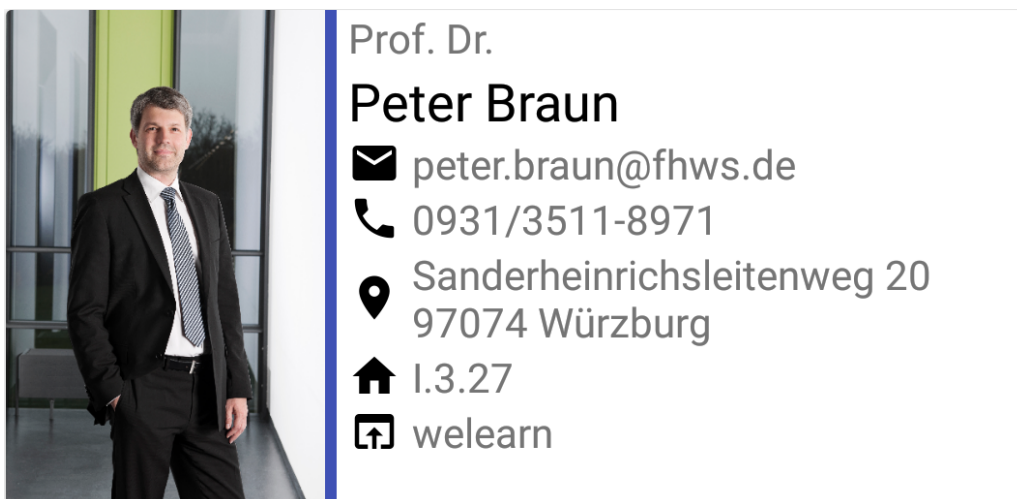 Prof. Dr.
Peter Braun
peter.braun@fhws.de
0931/3511-8971
Sanderheinrichsleitenweg 20
97074 Würzburg
I.3.27
welearn